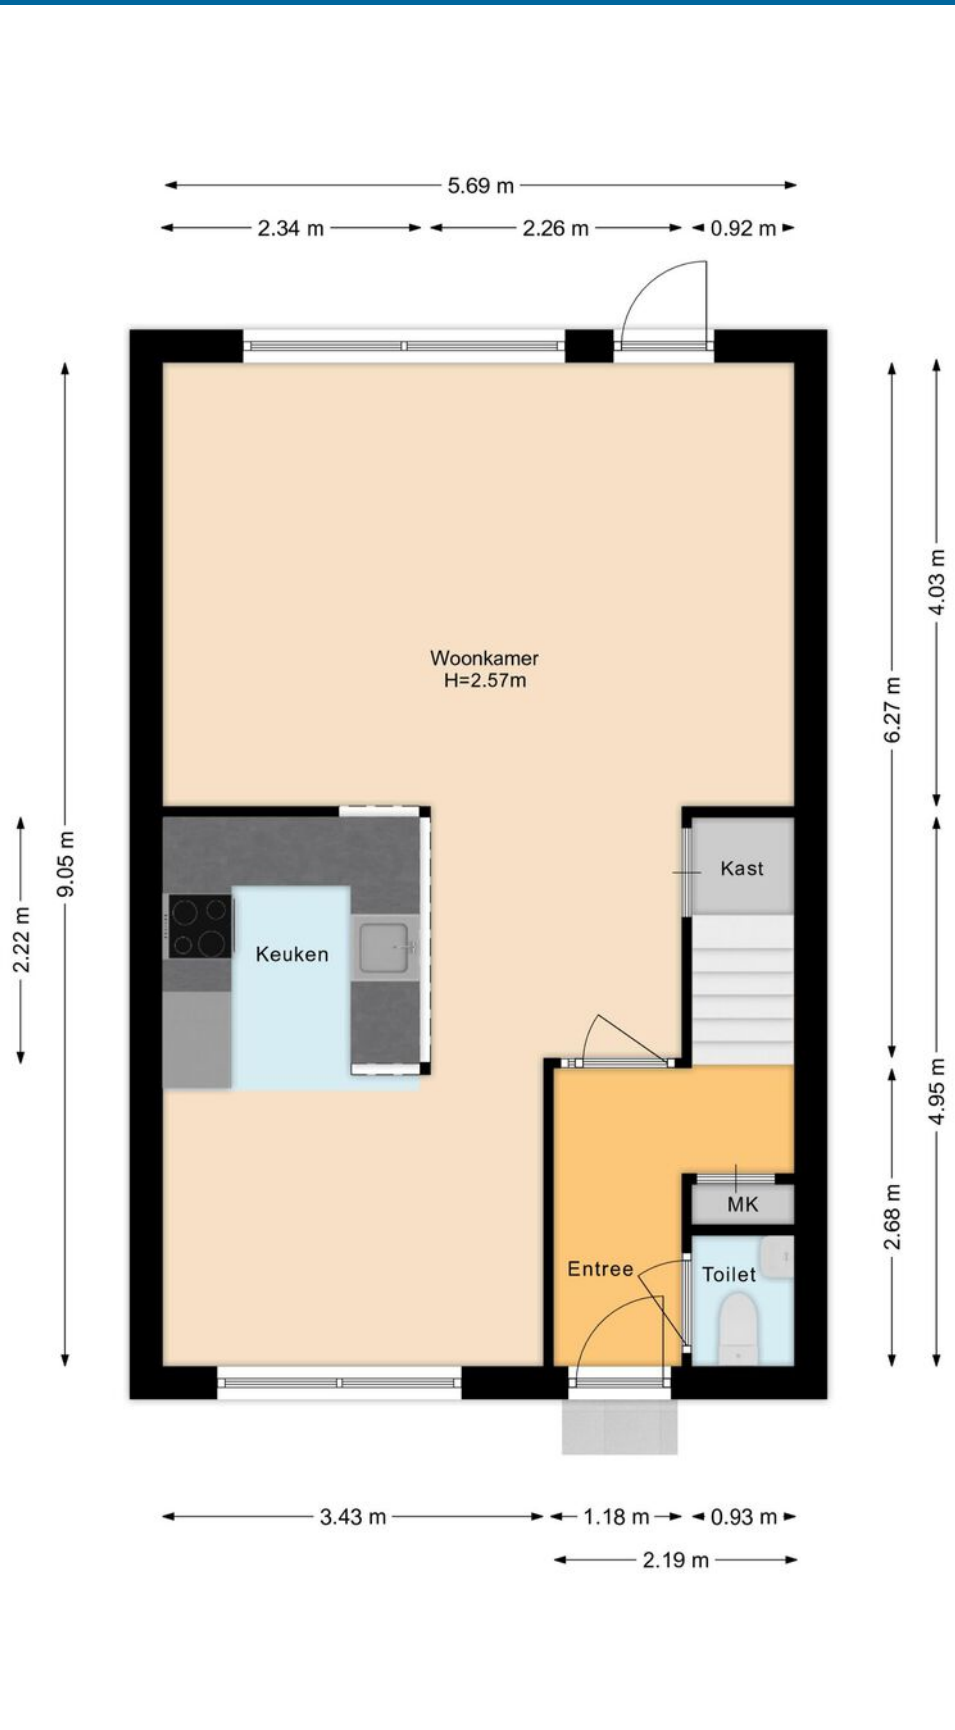 5.69 m
2.34 m
2.26 m
0.92 m
4.03 m
6.27 m
Woonkamer
H=2.57m
9.05 m
2.22 m
Kast
Keuken
4.95 m
2.68 m
MK
Entree
Toilet
3.43 m
1.18 m
0.93 m
2.19 m